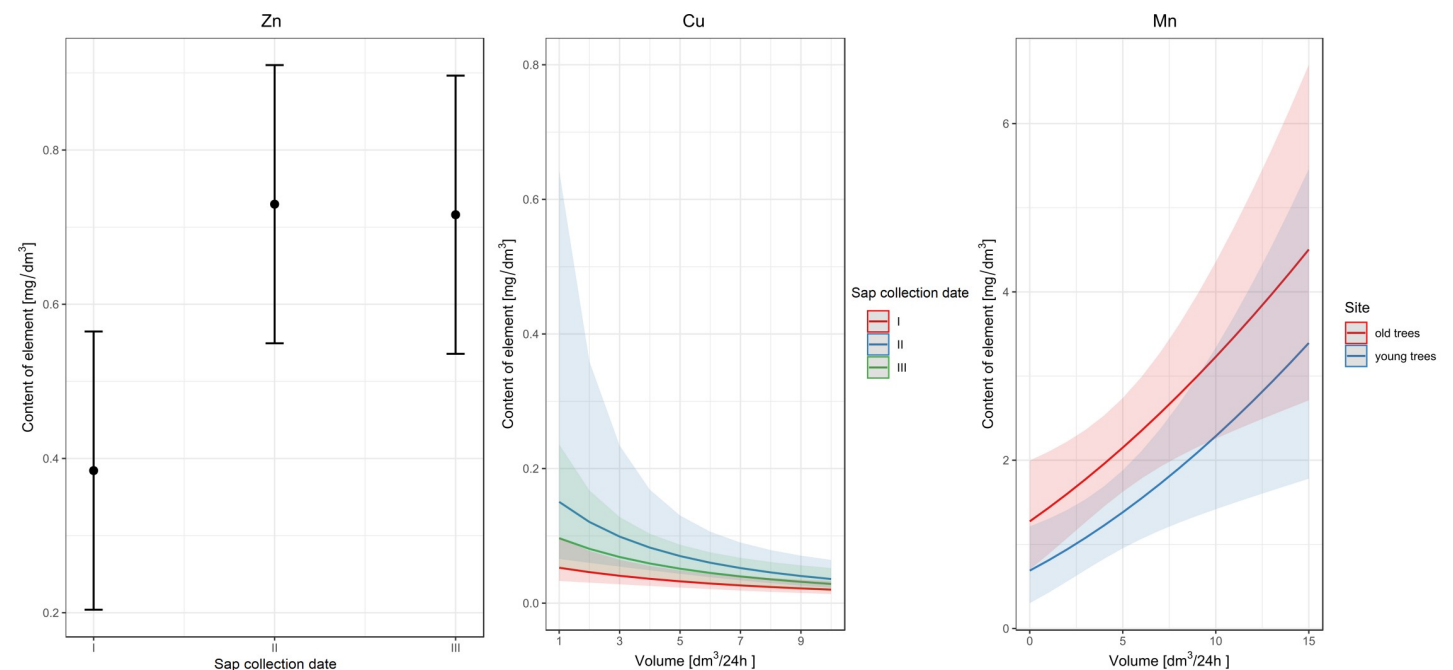 Zn
Content of element [mg/dm³]
0.8
0.6
0.4
0.2
I
II
III
Sap collection date
Cu
Content of element [mg/dm³]
0.8
0.6
0.4
0.2
0.0
1
3
5
7
9
Volume [dm³/24h ]
Sap collection date
I
II
III
Mn
Content of element [mg/dm³]
6
4
2
0
0
5
10
15
Volume [dm³/24h ]
Site
old trees
young trees